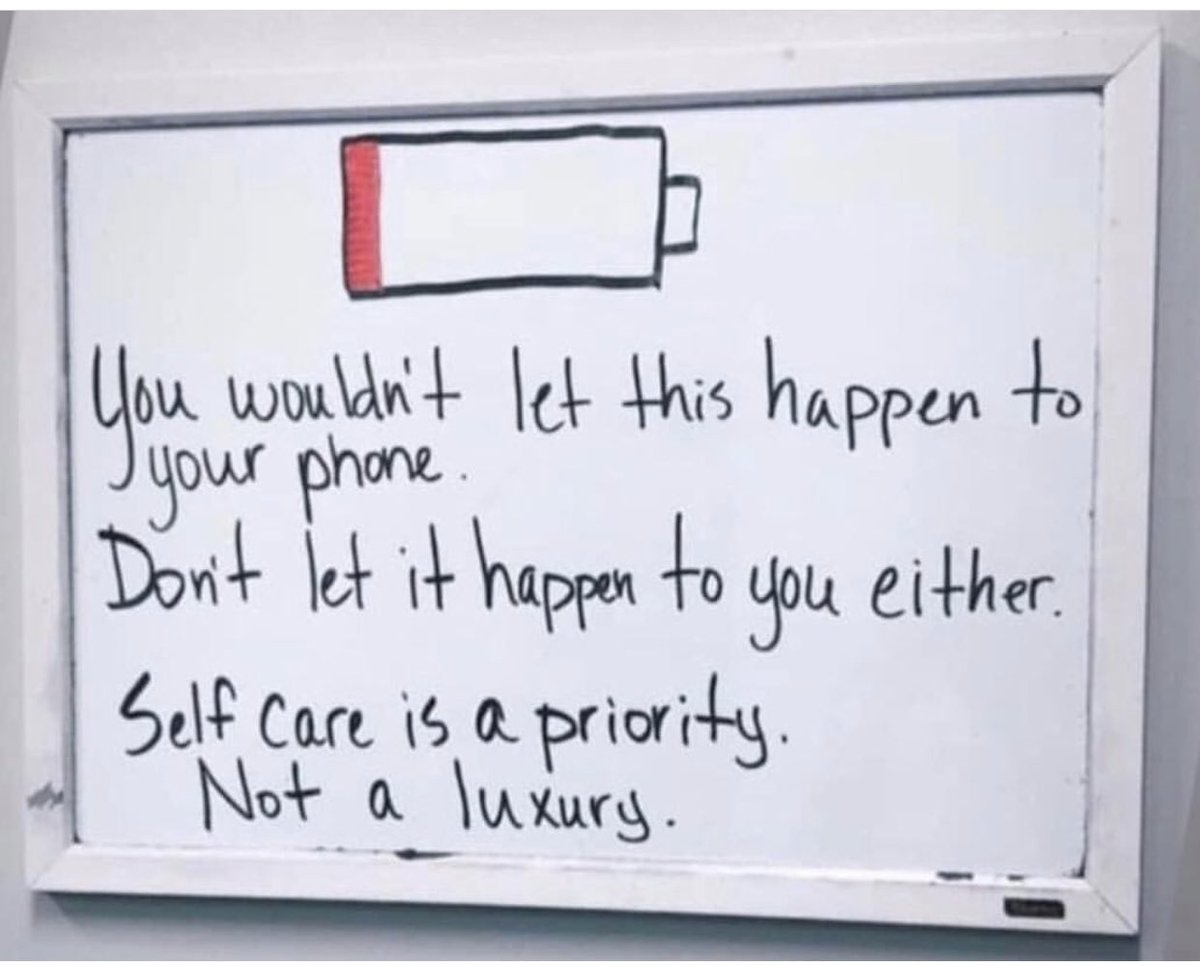 You wouldn't let this happen to
your phone.
Don't let it happen to you either.
Self care is a priority.
Not a luxury.